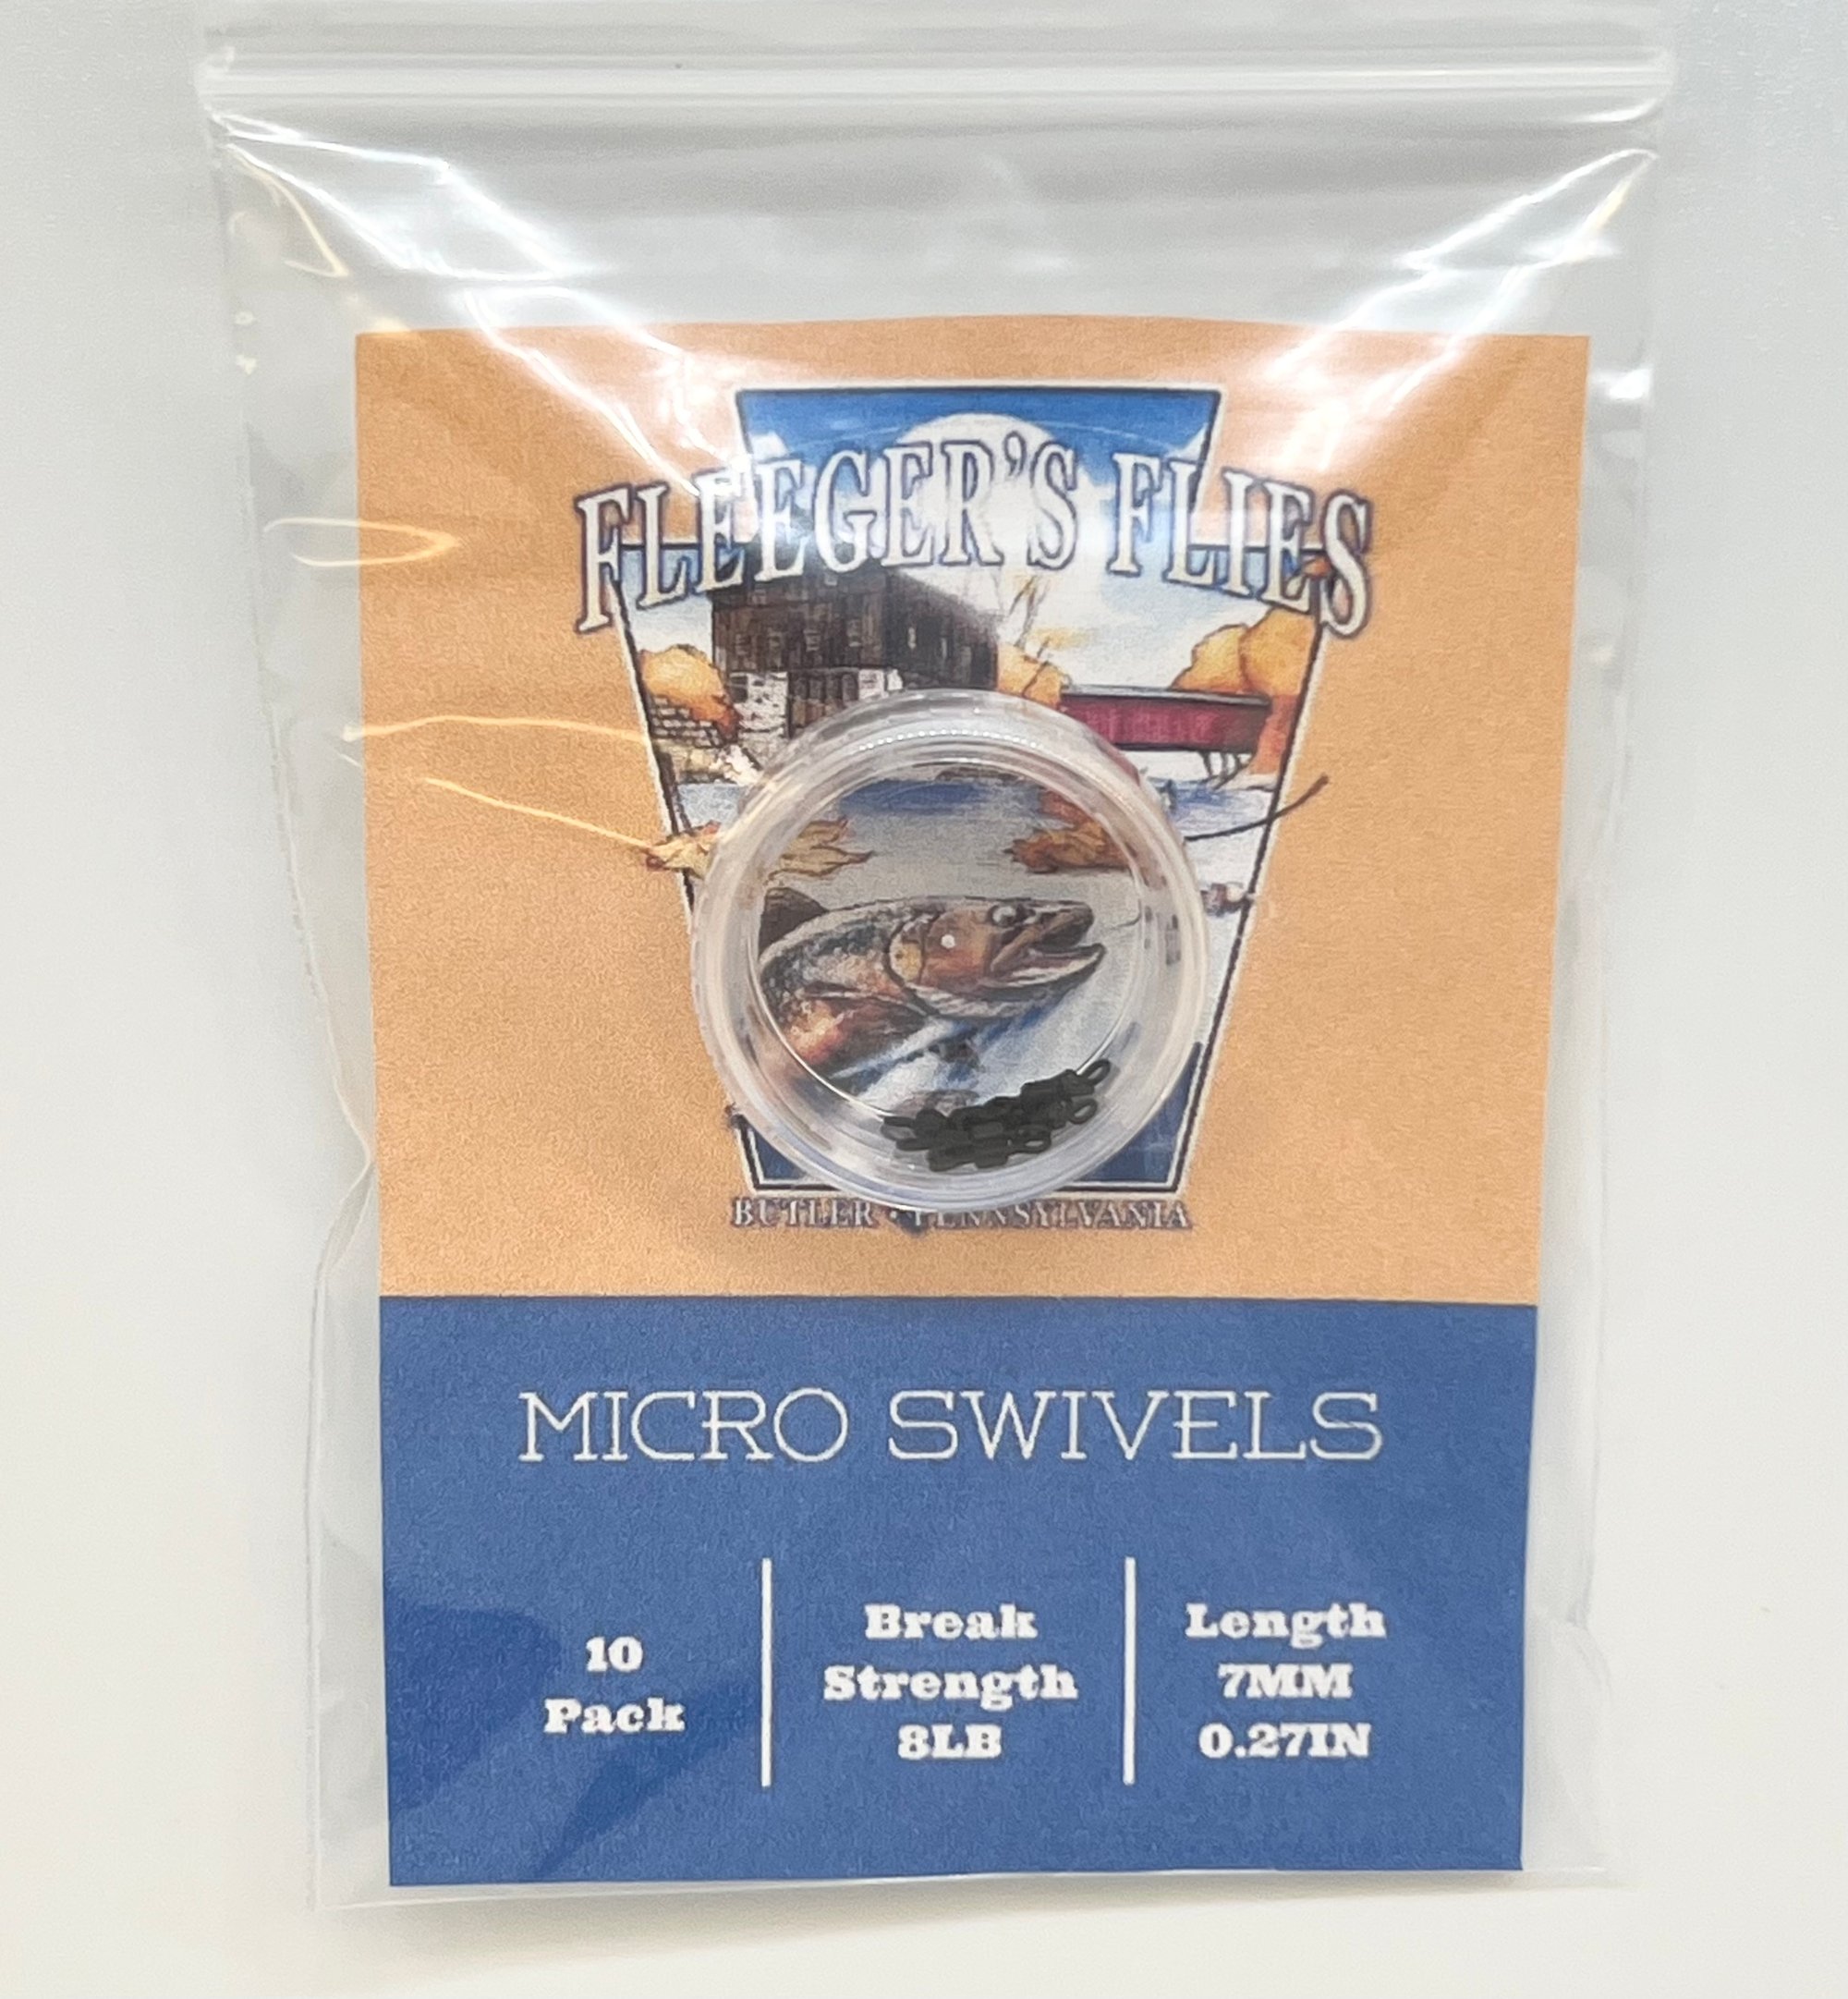 FLEEGER'S FLIES
BUTLER • PENNSYLVANIA
MICRO SWIVELS
10
Pack
Break
Strength
8LB
Length
7MM
0.27IN